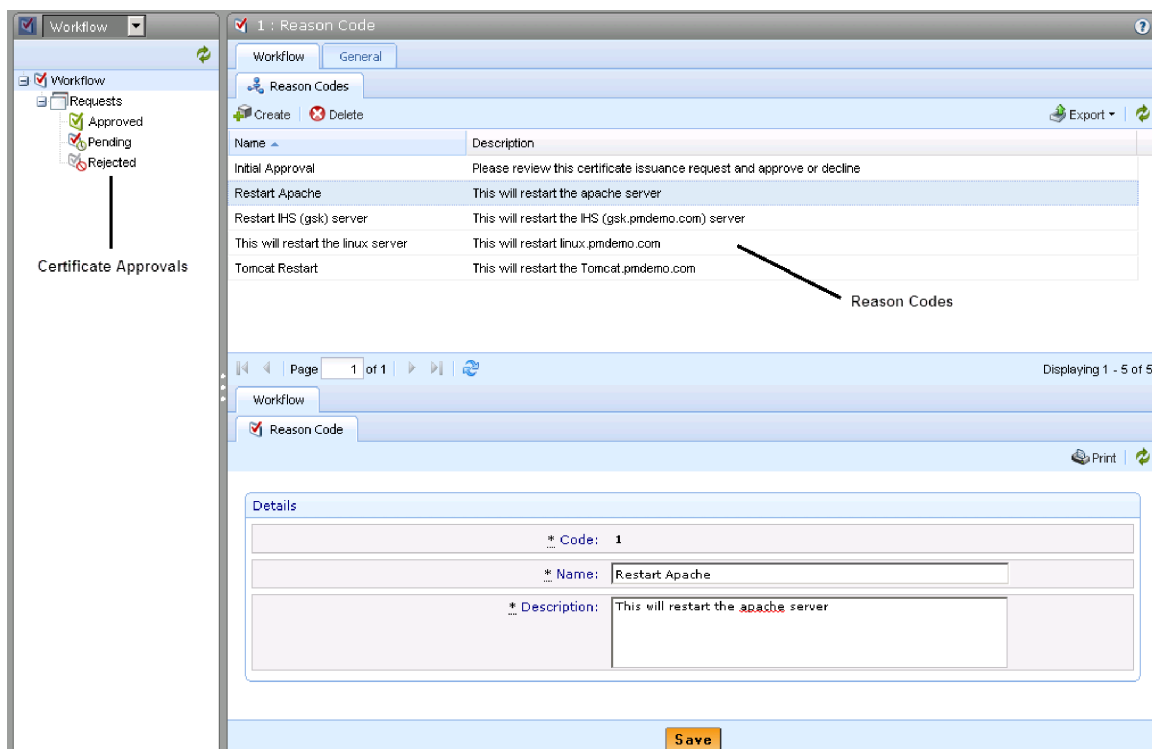 Workflow
Workflow
Requests
Approved
Pending
Rejected
Certificate Approvals
1 : Reason Code
?
Workflow General
Reason Codes
Create Delete Export
Name Description
Initial Approval Please review this certificate issuance request and approve or decline
Restart Apache This will restart the apache server
Restart IHS (gsk) server This will restart the IHS (gsk.pmdemo.com) server
This will restart the linux server This will restart linux.pmdemo.com
Tomcat Restart This will restart the Tomcat.pmdemo.com
Reason Codes
Page 1 of 1 Displaying 1 - 5 of 5
Workflow
Reason Code
Print
Details
* Code: 1
* Name: Restart Apache
* Description: This will restart the apache server
Save